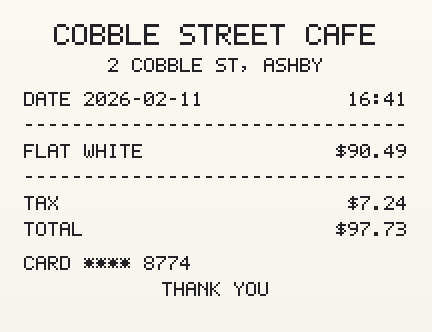 COBBLE STREET CAFE
2 COBBLE ST, ASHBY
DATE 2026-02-11 16:41
--------------------------------
FLAT WHITE $90.49
--------------------------------
TAX $7.24
TOTAL $97.73
CARD **** 8774
THANK YOU